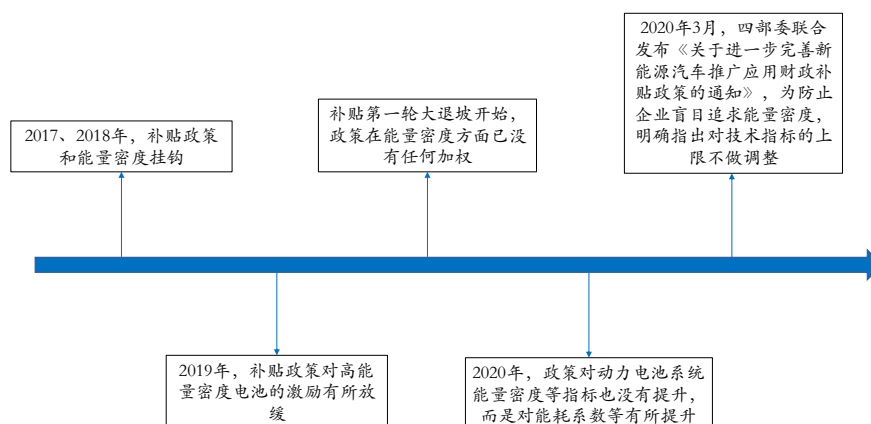 2017、2018年，补贴政策
和能量密度挂钩
2019年，补贴政策对高能
量密度电池的激励有所放
缓
补贴第一轮大退坡开始，
政策在能量密度方面已没
有任何加权
2020年，政策对动力电池系统
能量密度等指标也没有提升，
而是对能耗系数等有所提升
2020年3月，四部委联合
发布《关于进一步完善新
能源汽车推广应用财政补
贴政策的通知》，为防止
企业盲目追求能量密度，
明确指出对技术指标的上
限不做调整